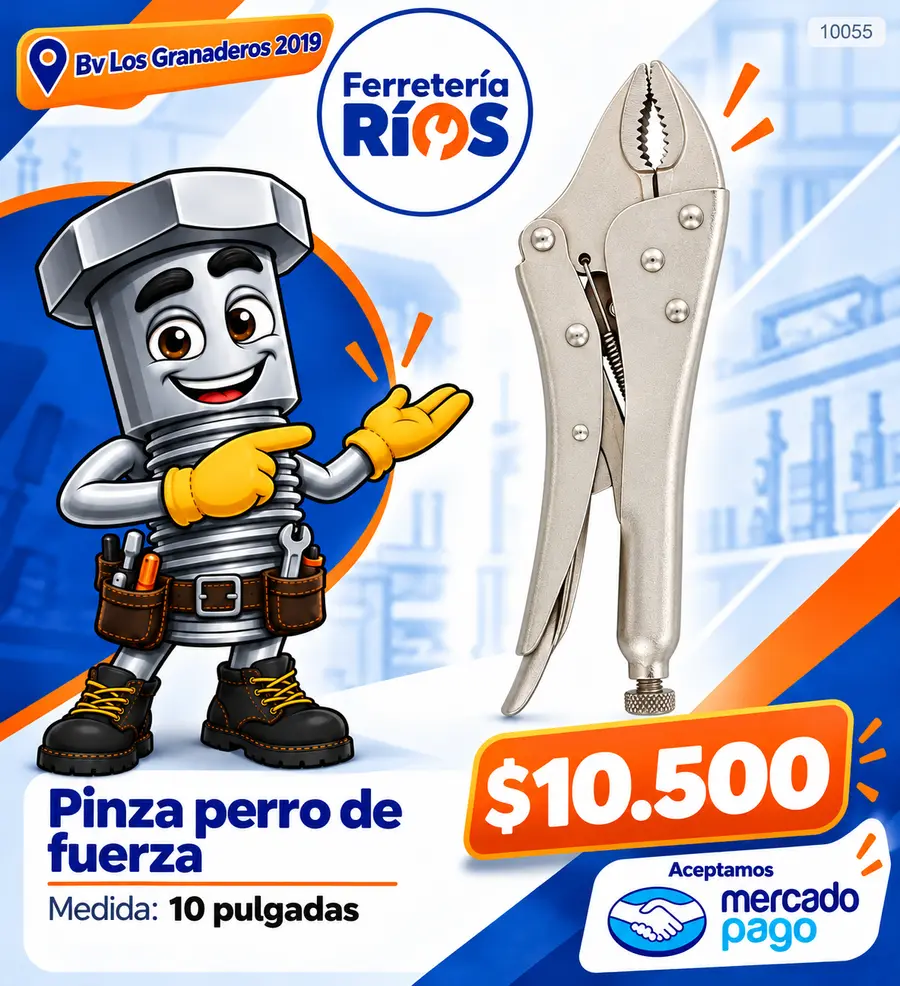 Bv Los Granaderos 2019
Ferretería
RÍOS
10055
Pinza perro de
fuerza
Medida: 10 pulgadas
$10.500
Aceptamos
mercado
pago